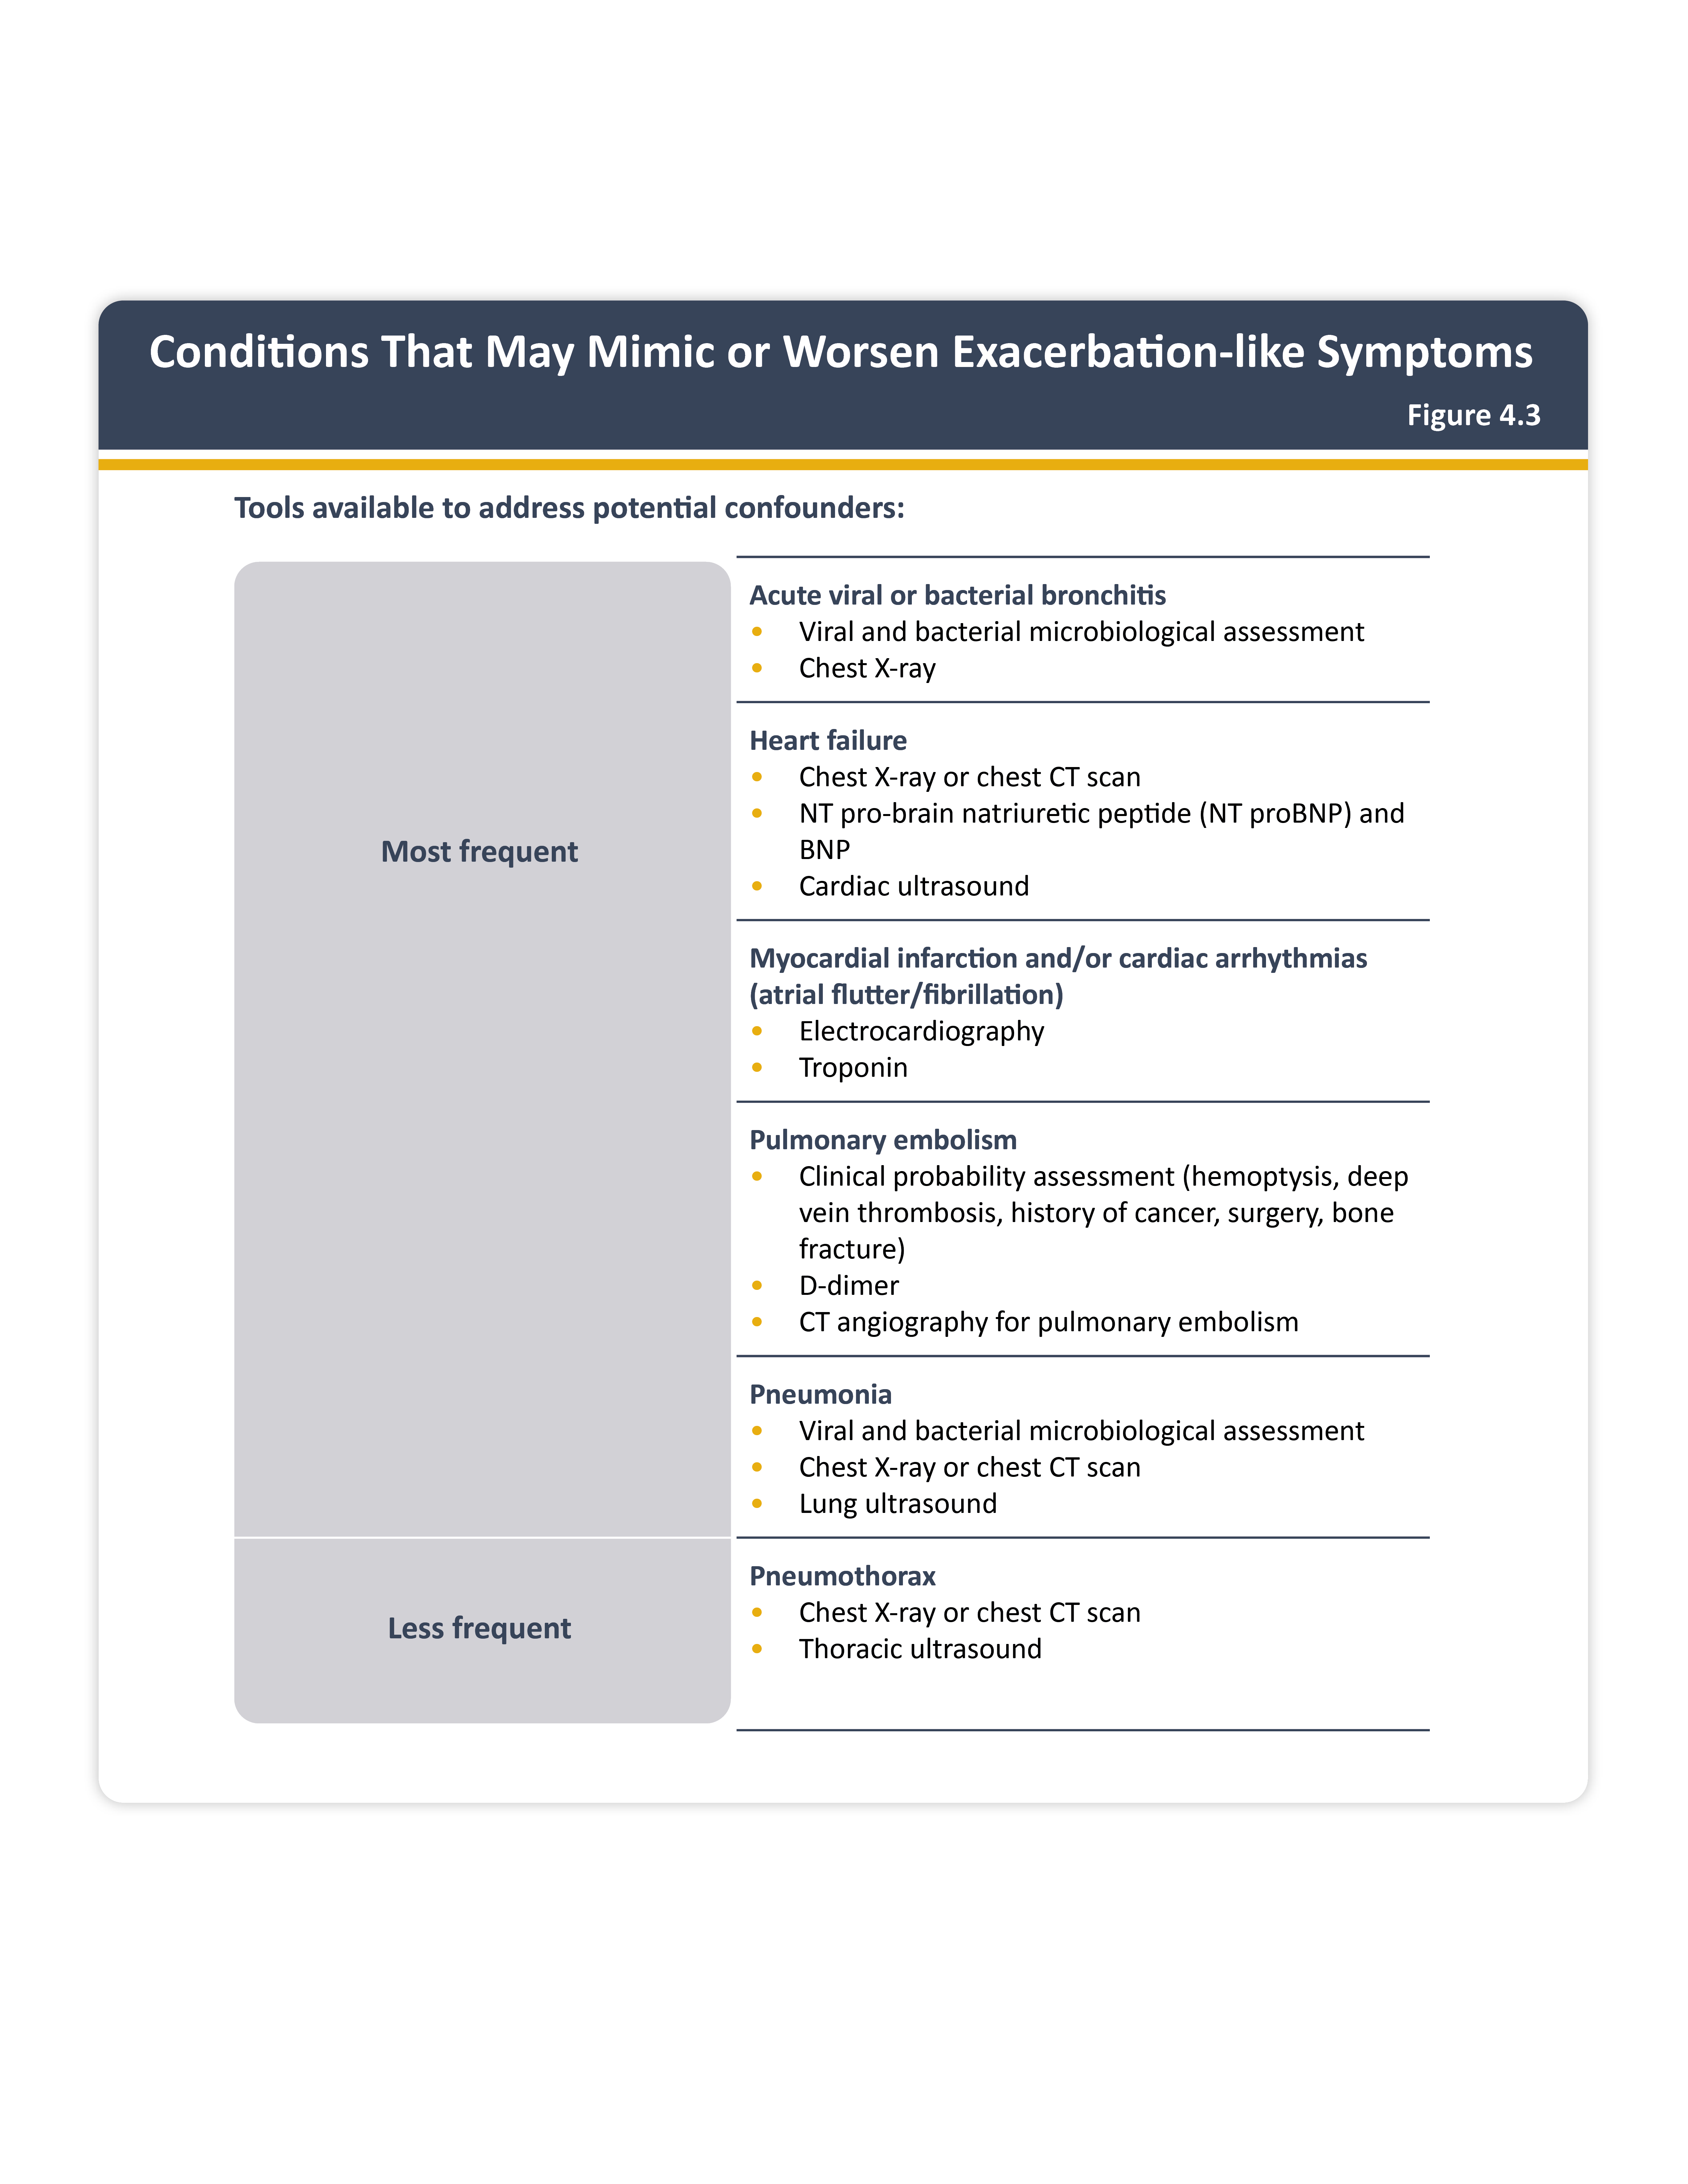 Conditions That May Mimic or Worsen Exacerbation-like Symptoms
Figure 4.3
Tools available to address potential confounders:
Most frequent
Acute viral or bacterial bronchitis
• Viral and bacterial microbiological assessment
• Chest X-ray
Heart failure
• Chest X-ray or chest CT scan
• NT pro-brain natriuretic peptide (NT proBNP) and
BNP
• Cardiac ultrasound
Myocardial infarction and/or cardiac arrhythmias
(atrial flutter/fibrillation)
• Electrocardiography
• Troponin
Pulmonary embolism
• Clinical probability assessment (hemoptysis, deep
vein thrombosis, history of cancer, surgery, bone
fracture)
• D-dimer
• CT angiography for pulmonary embolism
Pneumonia
• Viral and bacterial microbiological assessment
• Chest X-ray or chest CT scan
• Lung ultrasound
Less frequent
Pneumothorax
• Chest X-ray or chest CT scan
• Thoracic ultrasound